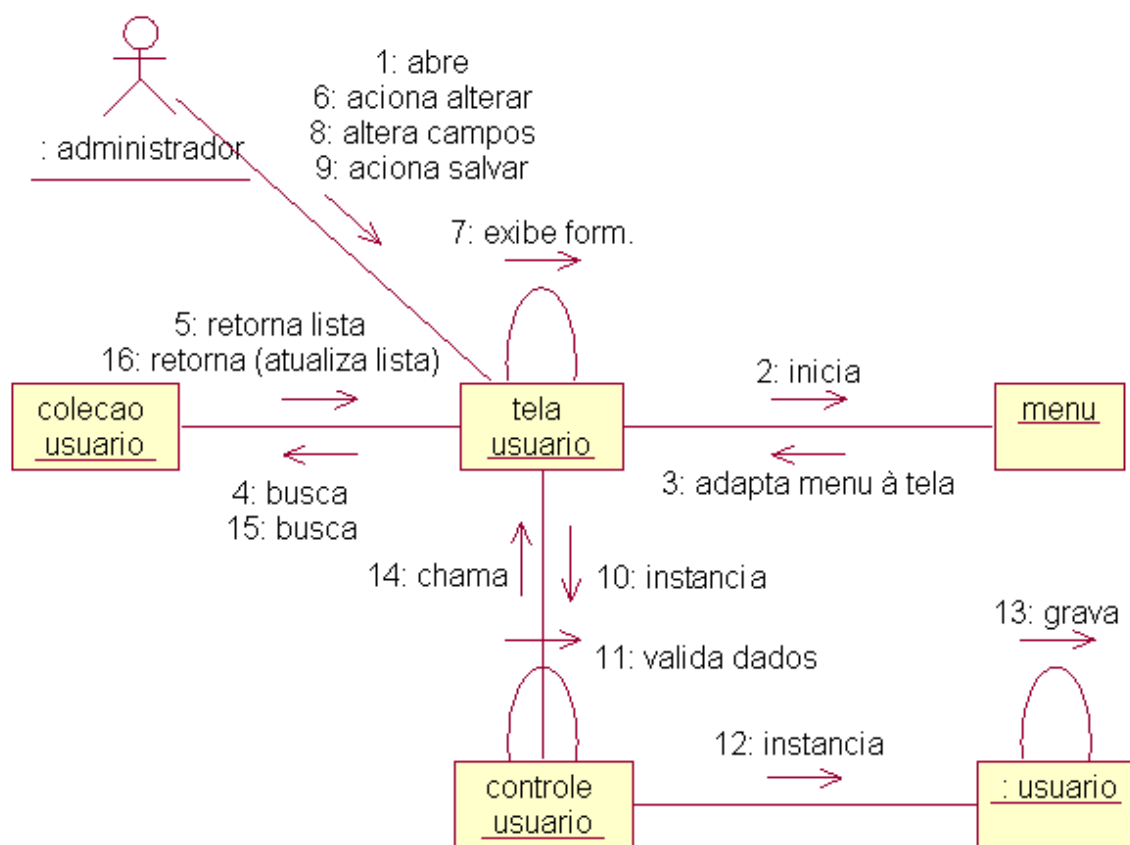 1: abre
6: aciona alterar
8: altera campos
9: aciona salvar
: administrador
7: exibe form.
5: retorna lista
16: retorna (atualiza lista)
2: inicia
colecao
usuario
tela
usuario
menu
4: busca
15: busca
3: adapta menu à tela
14: chama
10: instancia
13: grava
11: valida dados
12: instancia
controle
usuario
: usuario